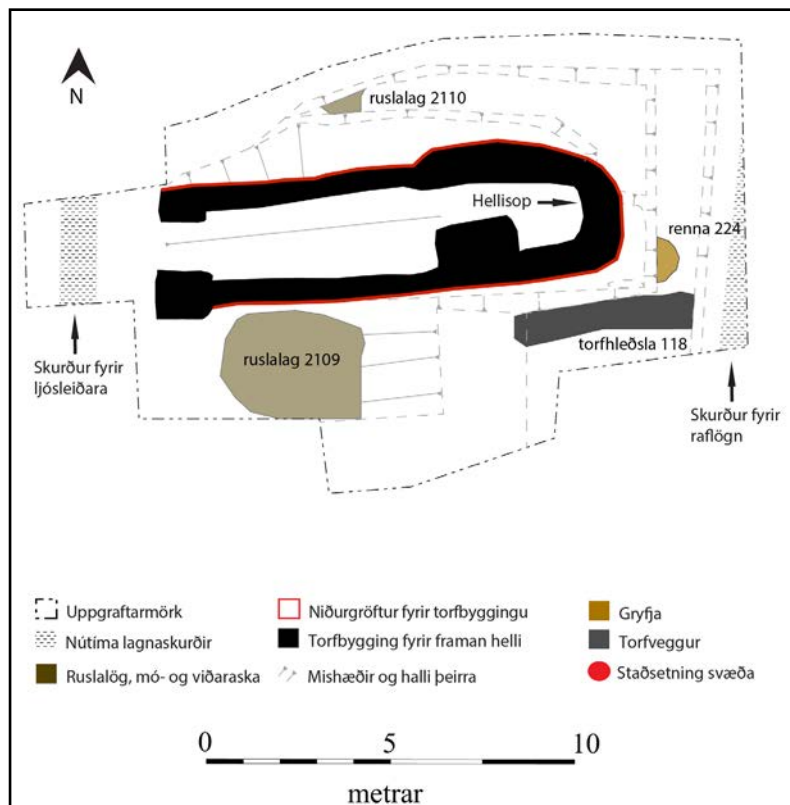 N
ruslalag 2110
Hellisop
renna 224
ruslalag 2109
torfhleðsla 118
Skurður fyrir
ljósleiðara
Skurður fyrir
raflögn
Uppgraftarmörk
Niðurgröftur fyrir torfbyggingu
Gryfja
Nútíma lagnaskurðir
Torfbygging fyrir framan helli
Torfveggur
Ruslalög, mó- og viðaraska
Mishæðir og halli þeirra
Staðsetning svæða
0 5 10
metrar